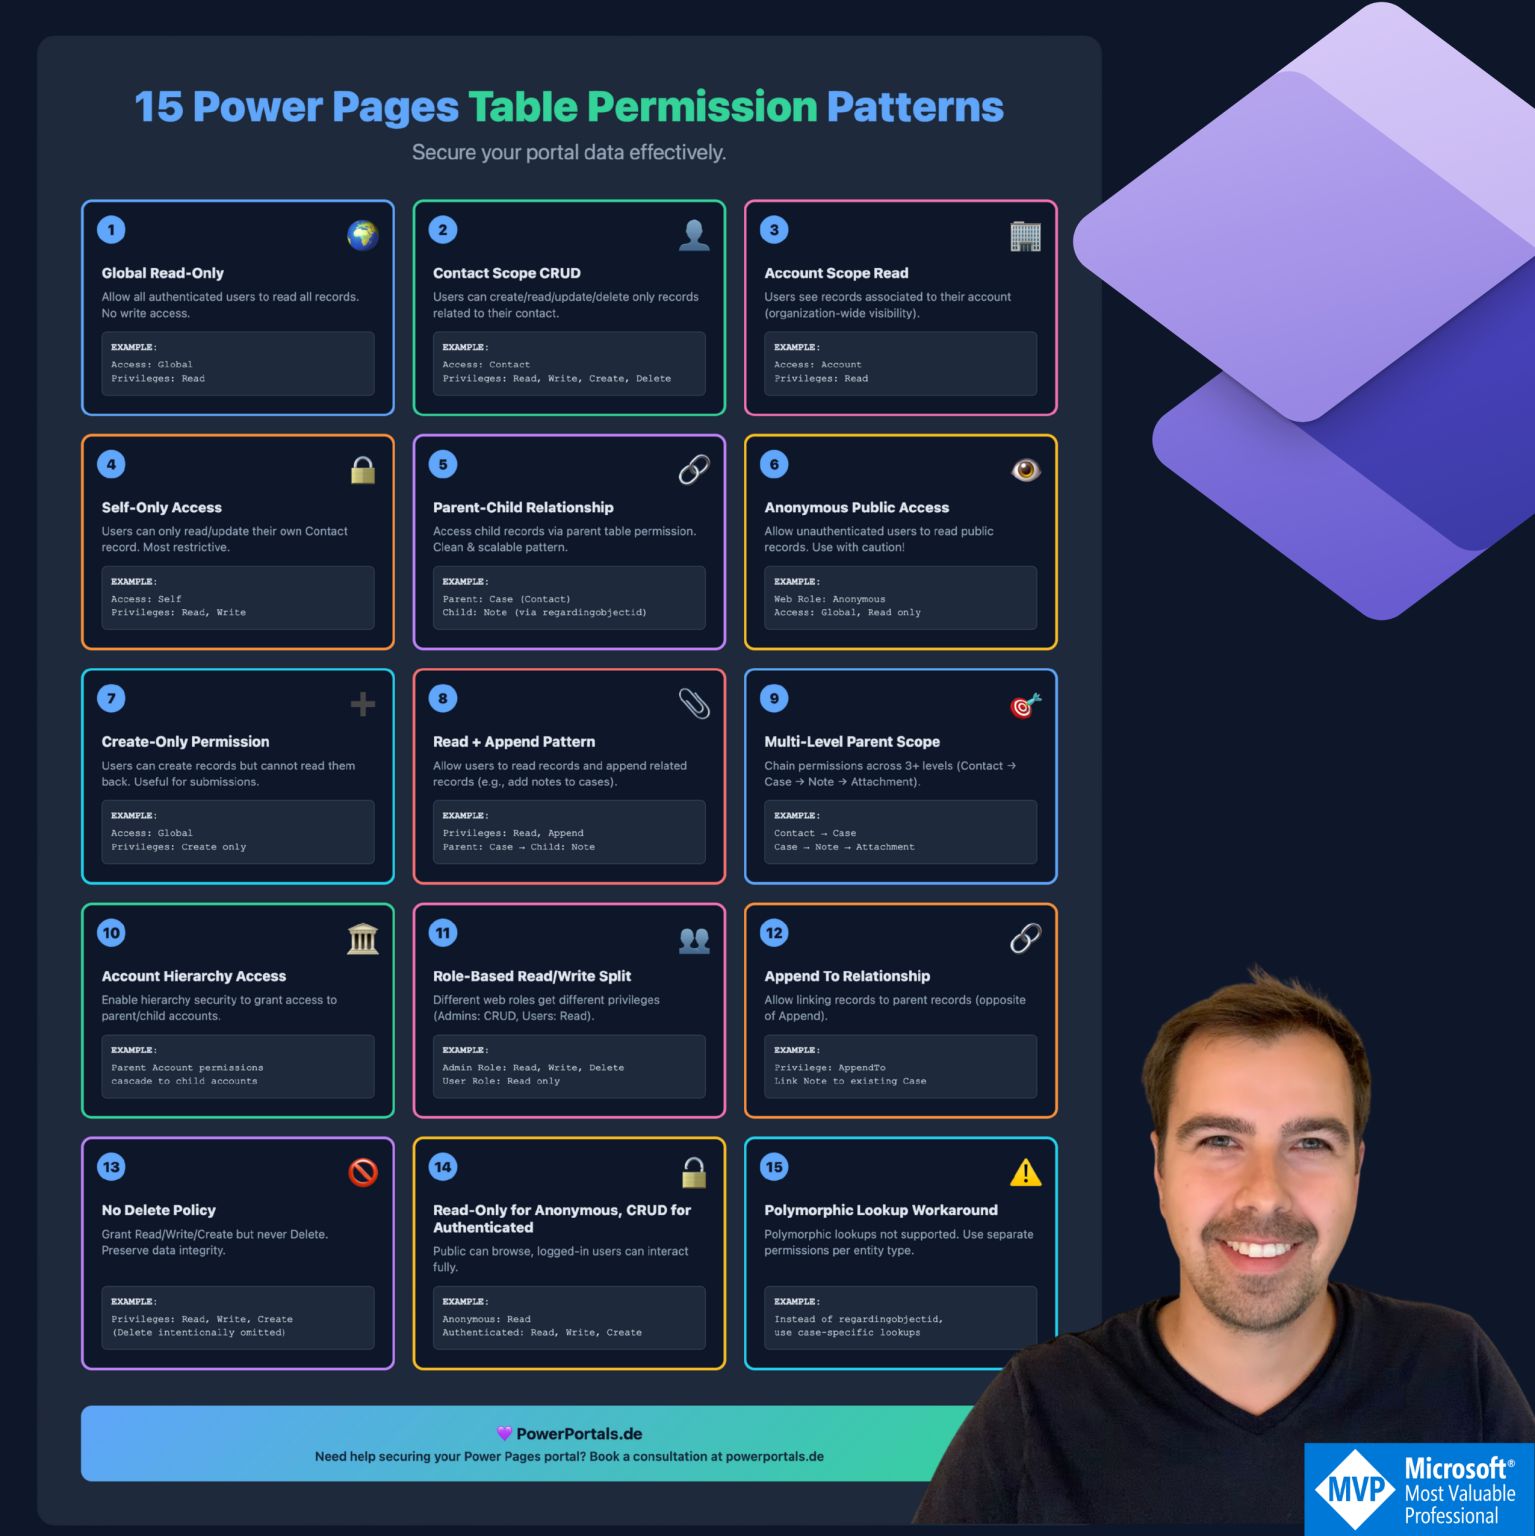 15 Power Pages Table Permission Patterns
Secure your portal data effectively.
1
Global Read-Only
Allow all authenticated users to read all records.
No write access.
EXAMPLE:
Access: Global
Privileges: Read
2
Contact Scope CRUD
Users can create/read/update/delete only records
related to their contact.
EXAMPLE:
Access: Contact
Privileges: Read, Write, Create, Delete
3
Account Scope Read
Users see records associated to their account
(organization-wide visibility).
EXAMPLE:
Access: Account
Privileges: Read
4
Self-Only Access
Users can only read/update their own Contact
record. Most restrictive.
EXAMPLE:
Access: Self
Privileges: Read, Write
5
Parent-Child Relationship
Access child records via parent table permission.
Clean & scalable pattern.
EXAMPLE:
Parent: Case (Contact)
Child: Note (via regardingobjectid)
6
Anonymous Public Access
Allow unauthenticated users to read public
records. Use with caution!
EXAMPLE:
Web Role: Anonymous
Access: Global, Read only
7
Create-Only Permission
Users can create records but cannot read them
back. Useful for submissions.
EXAMPLE:
Access: Global
Privileges: Create only
8
Read + Append Pattern
Allow users to read records and append related
records (e.g., add notes to cases).
EXAMPLE:
Privileges: Read, Append
Parent: Case → Child: Note
9
Multi-Level Parent Scope
Chain permissions across 3+ levels (Contact →
Case → Note → Attachment).
EXAMPLE:
Contact → Case
Case → Note → Attachment
10
Account Hierarchy Access
Enable hierarchy security to grant access to
parent/child accounts.
EXAMPLE:
Parent Account permissions
cascade to child accounts
11
Role-Based Read/Write Split
Different web roles get different privileges
(Admins: CRUD, Users: Read).
EXAMPLE:
Admin Role: Read, Write, Delete
User Role: Read only
12
Append To Relationship
Allow linking records to parent records (opposite
of Append).
EXAMPLE:
Privilege: AppendTo
Link Note to existing Case
13
No Delete Policy
Grant Read/Write/Create but never Delete.
Preserve data integrity.
EXAMPLE:
Privileges: Read, Write, Create
(Delete intentionally omitted)
14
Read-Only for Anonymous, CRUD for
Authenticated
Public can browse, logged-in users can interact
fully.
EXAMPLE:
Anonymous: Read
Authenticated: Read, Write, Create
15
Polymorphic Lookup Workaround
Polymorphic lookups not supported. Use separate
permissions per entity type.
EXAMPLE:
Instead of regardingobjectid,
use case-specific lookups
💜 PowerPortals.de
Need help securing your Power Pages portal? Book a consultation at powerportals.de
MVP
Microsoft®
Most Valuable
Professional